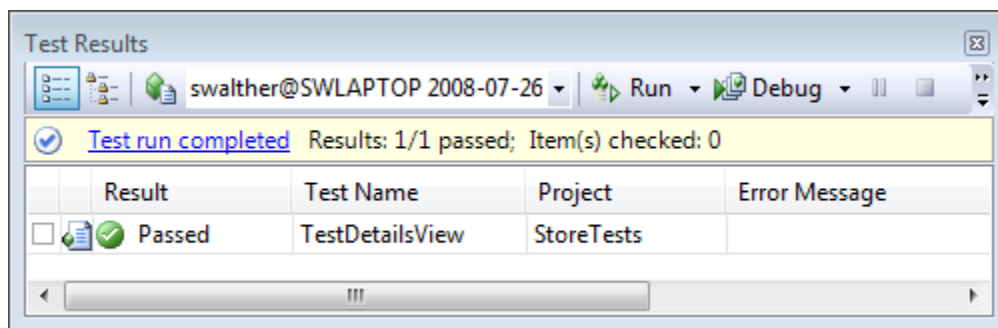 Test Results
swalther@SWLAPTOP 2008-07-26 Run Debug
Test run completed Results: 1/1 passed; Item(s) checked: 0
Result Test Name Project Error Message
Passed TestDetailsView StoreTests